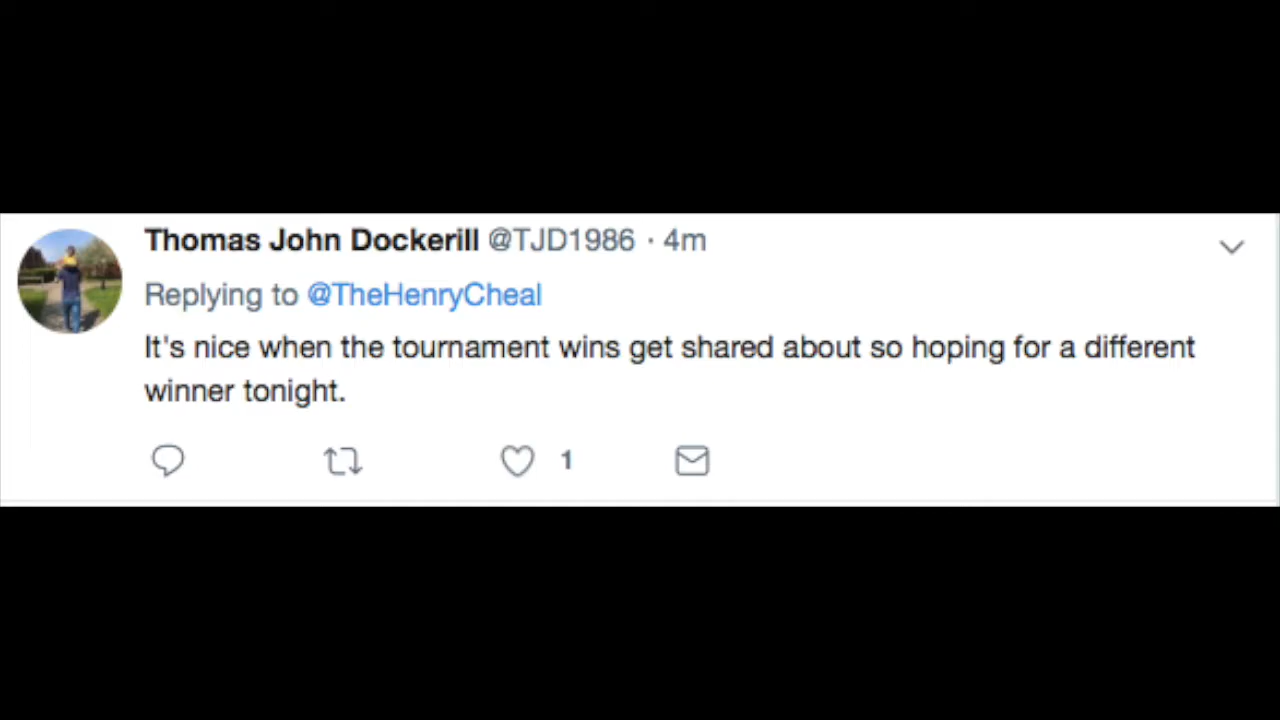 Thomas John Dockerill @TJD1986 · 4m
Replying to @TheHenryCheal
It's nice when the tournament wins get shared about so hoping for a different
winner tonight.
1